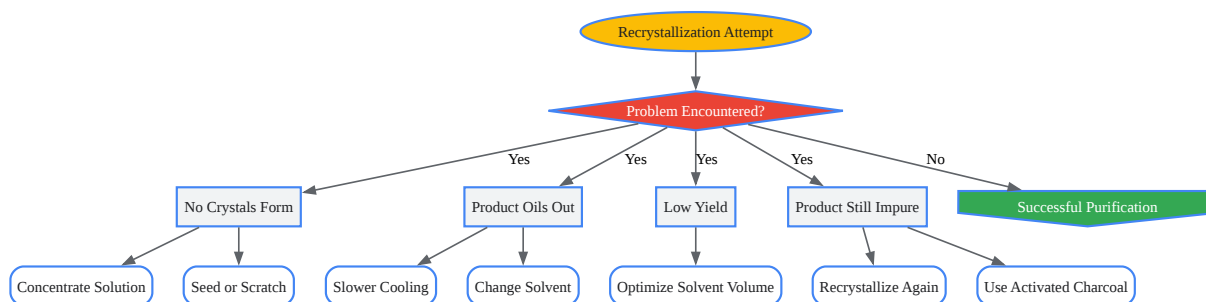 Recrystallization Attempt
Problem Encountered?
Yes
Yes
Yes
Yes
No
No Crystals Form
Product Oils Out
Low Yield
Product Still Impure
Successful Purification
Concentrate Solution
Seed or Scratch
Slower Cooling
Change Solvent
Optimize Solvent Volume
Recrystallize Again
Use Activated Charcoal